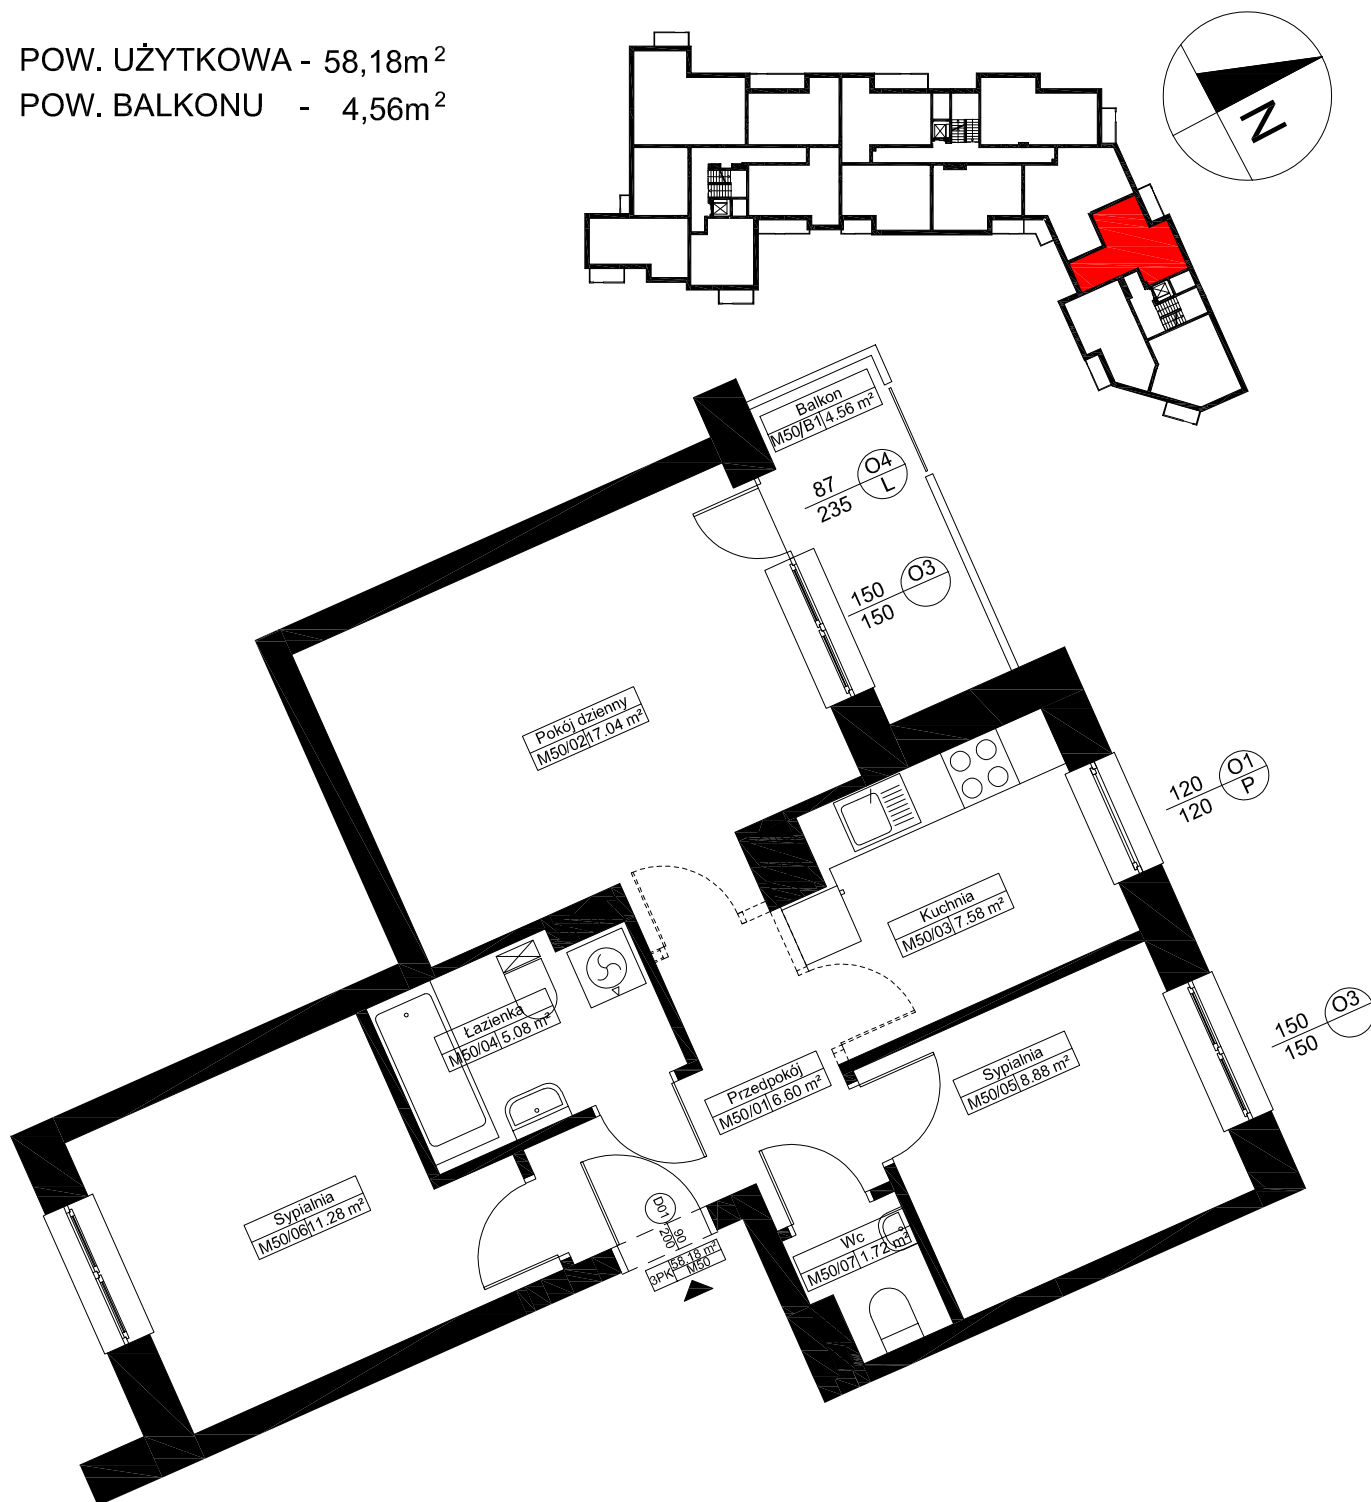 POW. UŻYTKOWA - 58,18m²
POW. BALKONU - 4,56m²
N
Balkon
M50/B1 4.56 m²
87
235
O4
L
150
150
O3
Pokój dzienny
M50/02 17.04 m²
120
120
O1
P
Kuchnia
M50/03 7.58 m²
150
150
O3
Łazienka
M50/04 5.08 m²
Przedpokój
M50/01 6.60 m²
Sypialnia
M50/05 8.88 m²
Sypialnia
M50/06 11.28 m²
D01
90
200
3PK 58.18 m²
M50
Wc
M50/07 1.72 m²